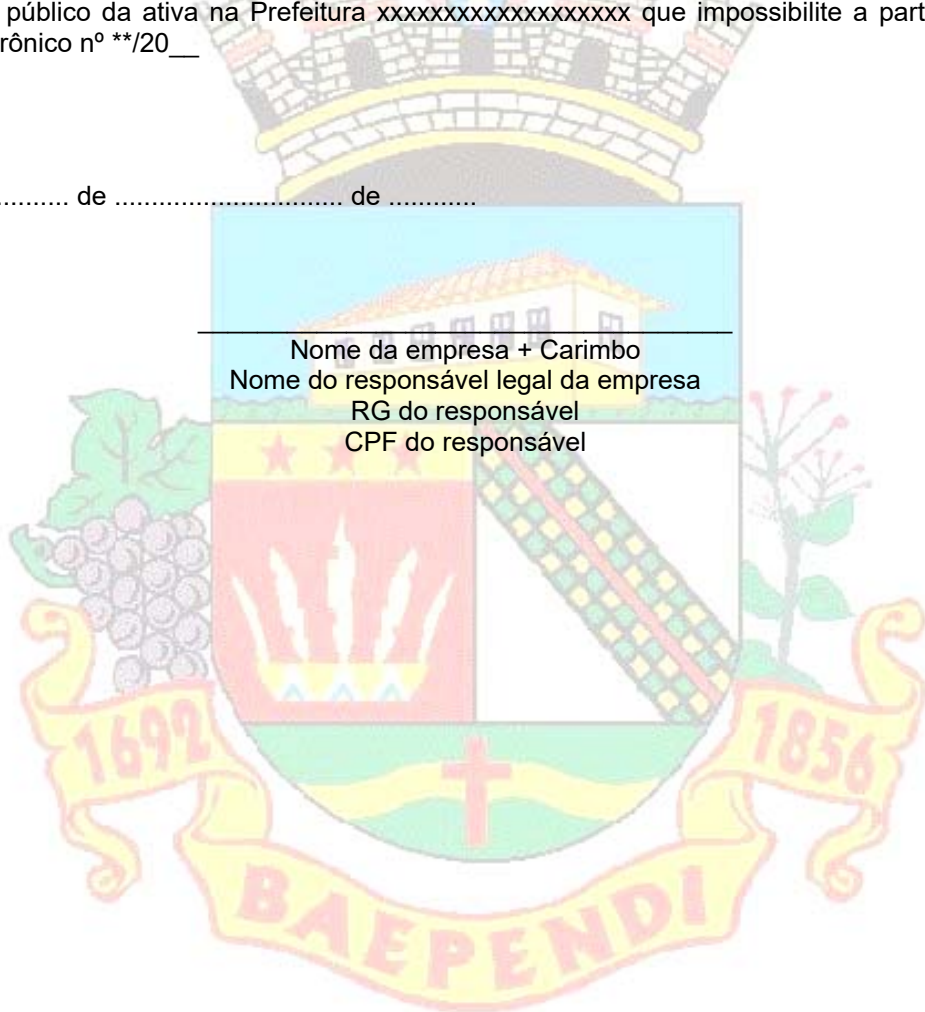 público da ativa na Prefeitura xxxxxxxxxxxxxxxxxxx que impossibilite a part
rônico nº **/20__
.......... de ............................... de ............
____________________________________
Nome da empresa + Carimbo
Nome do responsável legal da empresa
RG do responsável
CPF do responsável
1692
1856
BAEPENDI